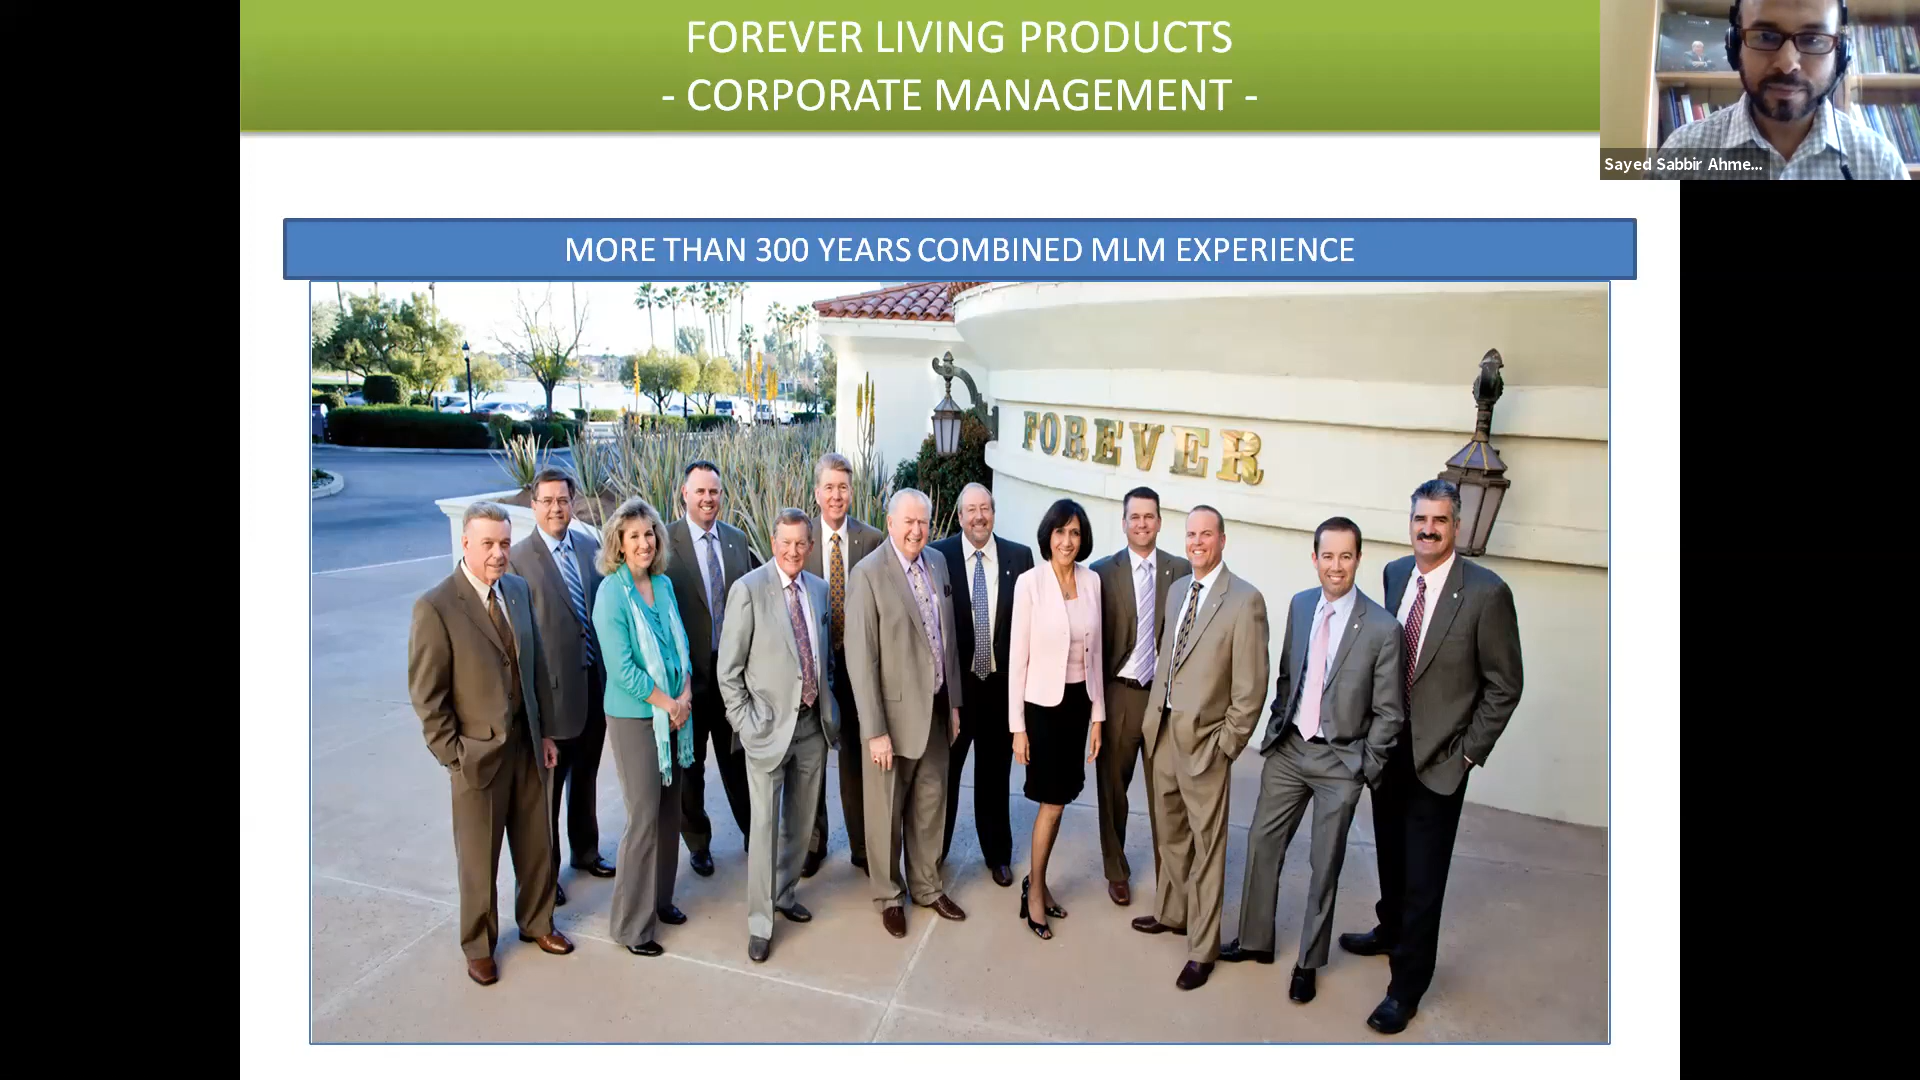 FOREVER LIVING PRODUCTS
- CORPORATE MANAGEMENT -
Sayed Sabbir Ahme...
MORE THAN 300 YEARS COMBINED MLM EXPERIENCE
FOREVER